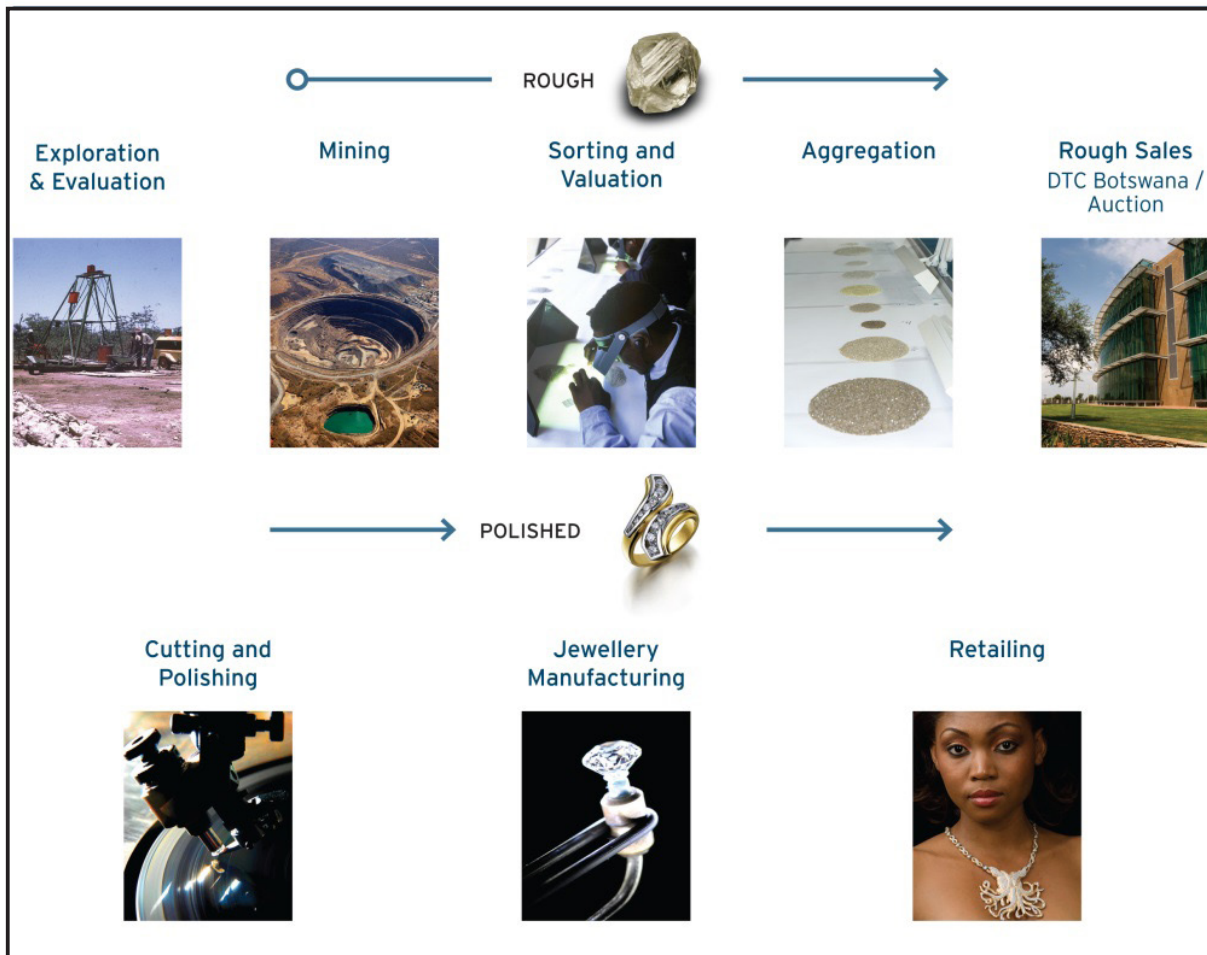 ROUGH
Exploration
& Evaluation
Mining
Sorting and
Valuation
Aggregation
Rough Sales
DTC Botswana /
Auction
POLISHED
Cutting and
Polishing
Jewellery
Manufacturing
Retailing